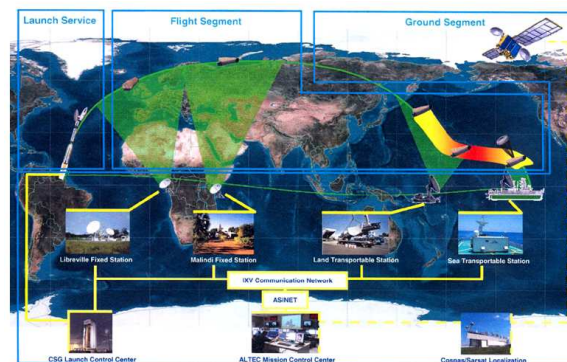 Launch Service
Flight Segment
Ground Segment
Libreville Fixed Station
Malindi Fixed Station
Land Transportable Station
Sea Transportable Station
IXV Communication Network
ASINET
CSG Launch Control Center
ALTEC Mission Control Center
Cospas/Sarsat Localization